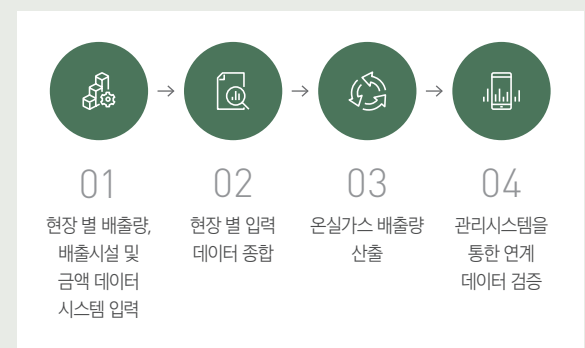 01
현장 별 배출량,
배출시설 및
금액 데이터
시스템 입력
02
현장 별 입력
데이터 종합
03
온실가스 배출량
산출
04
관리시스템을
통한 연계
데이터 검증